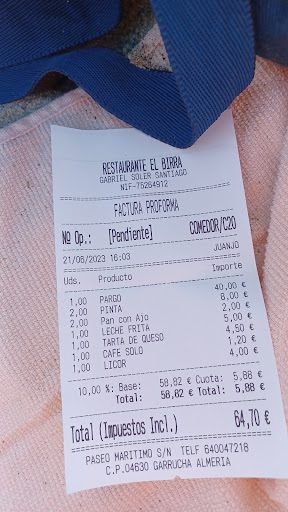 RESTAURANTE EL BIRRA
GABRIEL SOLER SANTIAGO
NIF-75264912
FACTURA PROFORMA
Nº Op.: [Pendiente] COMEDOR/C20
21/06/2023 16:03 JUANJO
Uds. Producto Importe
1,00 PARGO 40,00 €
2,00 PINTA 8,00 €
2,00 Pan con Ajo 2,00 €
1,00 LECHE FRITA 5,00 €
1,00 TARTA DE QUESO 4,50 €
1,00 CAFE SOLO 1,20 €
1,00 LICOR 4,00 €
10,00 %: Base: 58,82 € Cuota: 5,88 €
Total: 58,82 € Total: 5,88 €
Total (Impuestos Incl.) 64,70 €
PASEO MARITIMO S/N TELF 640047218
C.P.04630 GARRUCHA ALMERIA